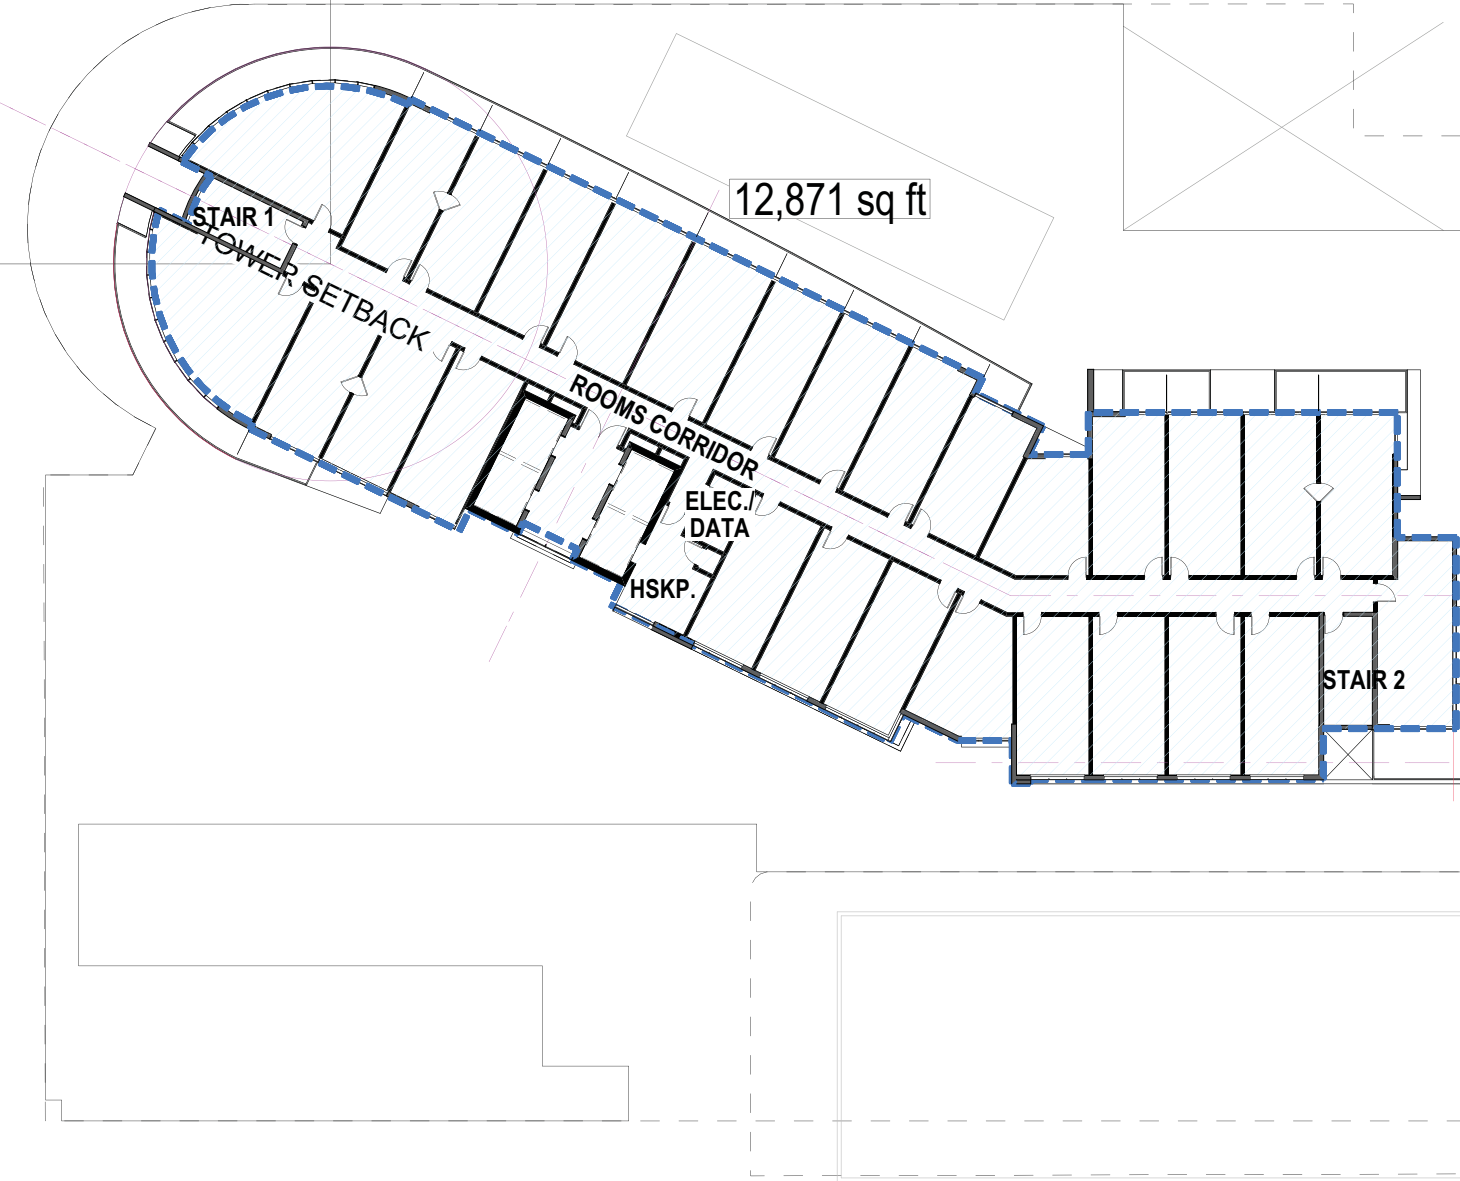 12,871 sq ft
STAIR 1
TOWER SETBACK
ROOMS CORRIDOR
ELEC./
DATA
HSKP.
STAIR 2